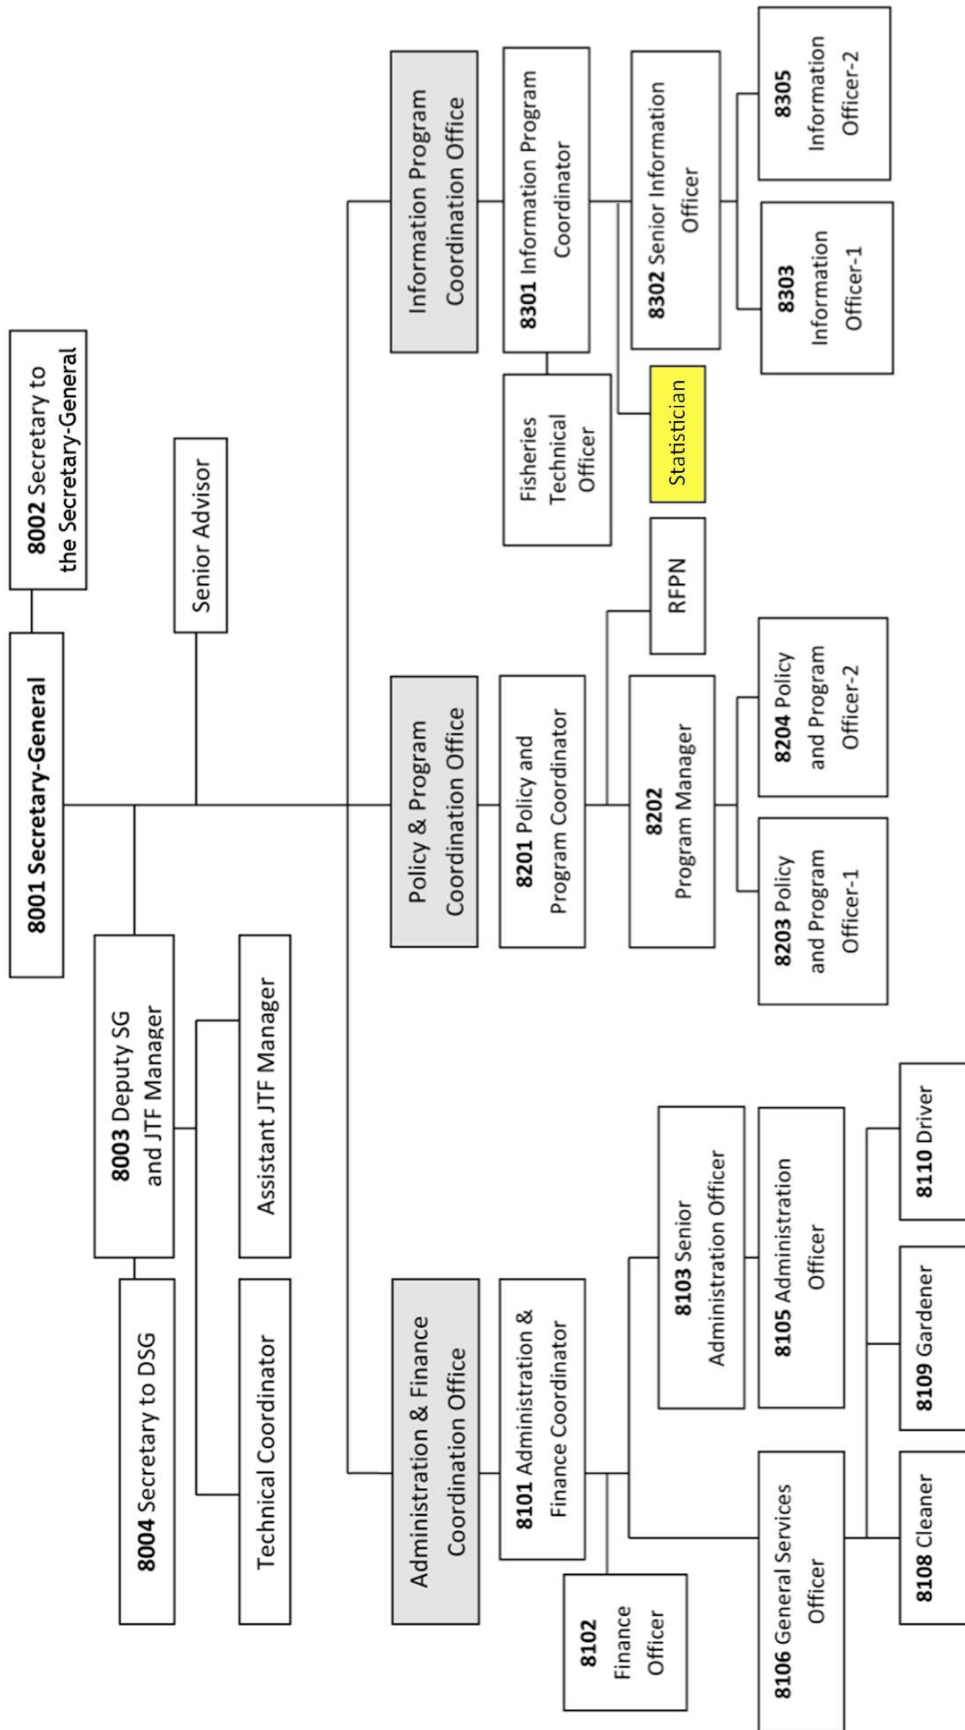 8001 Secretary-General
8002 Secretary to
the Secretary-General
8004 Secretary to DSG
8003 Deputy SG
and JTF Manager
Senior Advisor
Technical Coordinator
Assistant JTF Manager
Administration & Finance
Coordination Office
Policy & Program
Coordination Office
Information Program
Coordination Office
8101 Administration &
Finance Coordinator
8201 Policy and
Program Coordinator
Fisheries
Technical
Officer
8301 Information Program
Coordinator
8102
Finance
Officer
8103 Senior
Administration Officer
8202
Program Manager
RFPN
Statistician
8302 Senior Information
Officer
8106 General Services
Officer
8105 Administration
Officer
8203 Policy
and Program
Officer-1
8204 Policy
and Program
Officer-2
8303
Information
Officer-1
8305
Information
Officer-2
8108 Cleaner
8109 Gardener
8110 Driver